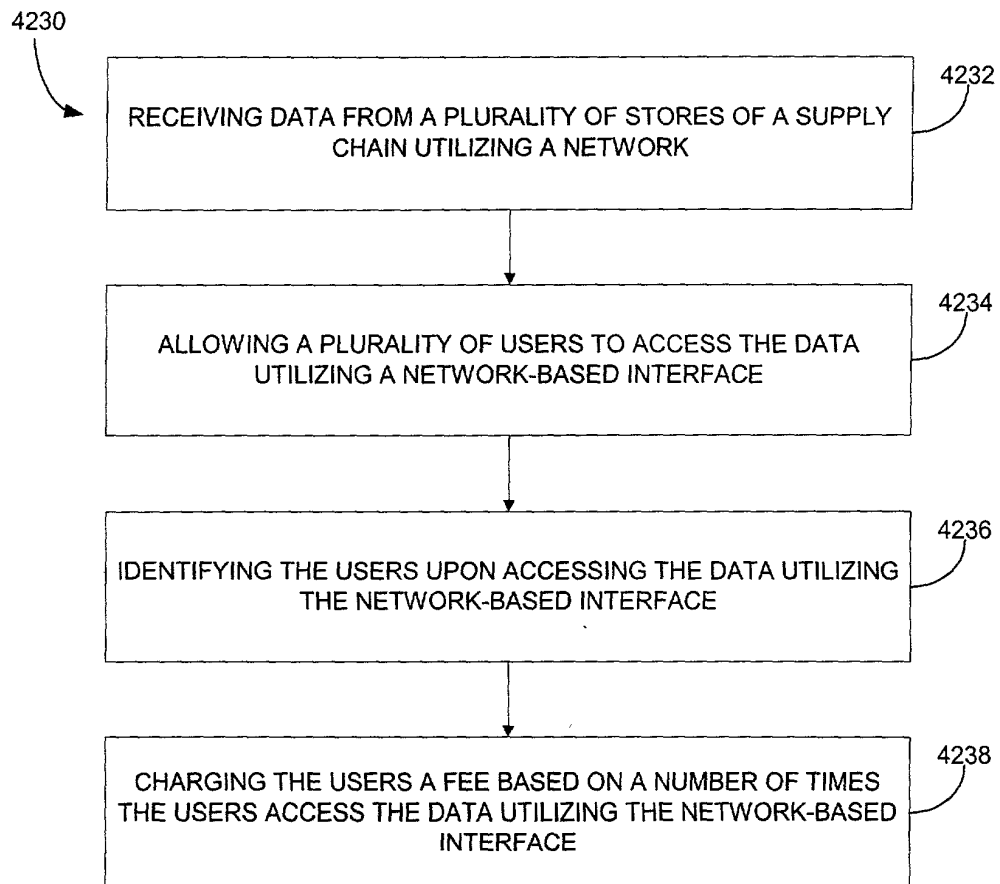 4230
4232
RECEIVING DATA FROM A PLURALITY OF STORES OF A SUPPLY
CHAIN UTILIZING A NETWORK
4234
ALLOWING A PLURALITY OF USERS TO ACCESS THE DATA
UTILIZING A NETWORK-BASED INTERFACE
4236
IDENTIFYING THE USERS UPON ACCESSING THE DATA UTILIZING
THE NETWORK-BASED INTERFACE
4238
CHARGING THE USERS A FEE BASED ON A NUMBER OF TIMES
THE USERS ACCESS THE DATA UTILIZING THE NETWORK-BASED
INTERFACE